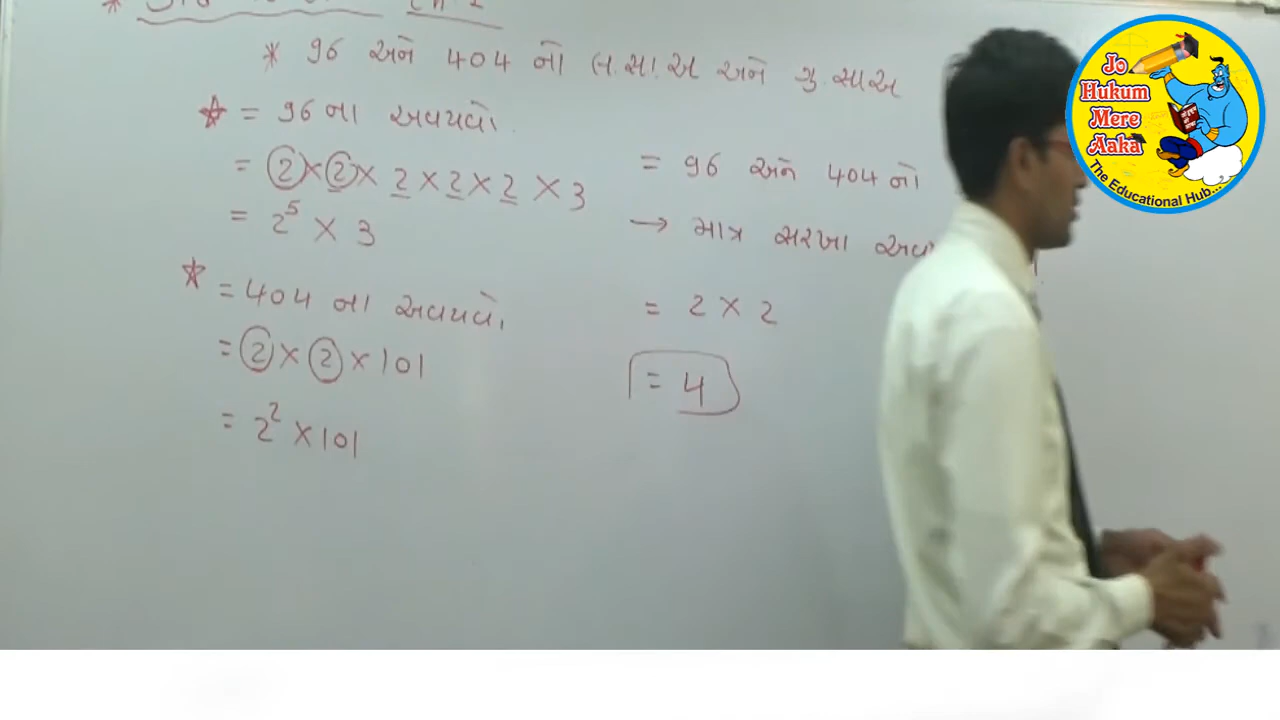 * 96 અને 404 નો લ.સા.અ અને ગુ.સાઅ
= 96 ના અવયવો.
= 2 × 2 × 2 × 2 × 2 × 3
= 2⁵ × 3
= 404 ના અવયવો.
= 2 × 2 × 101
= 2² × 101
= 96 અને 404 નો
→ માત્ર સરખા
= 2 × 2
= 4
Jo
Hukum
Mere
Aaka
The Educational Hub...